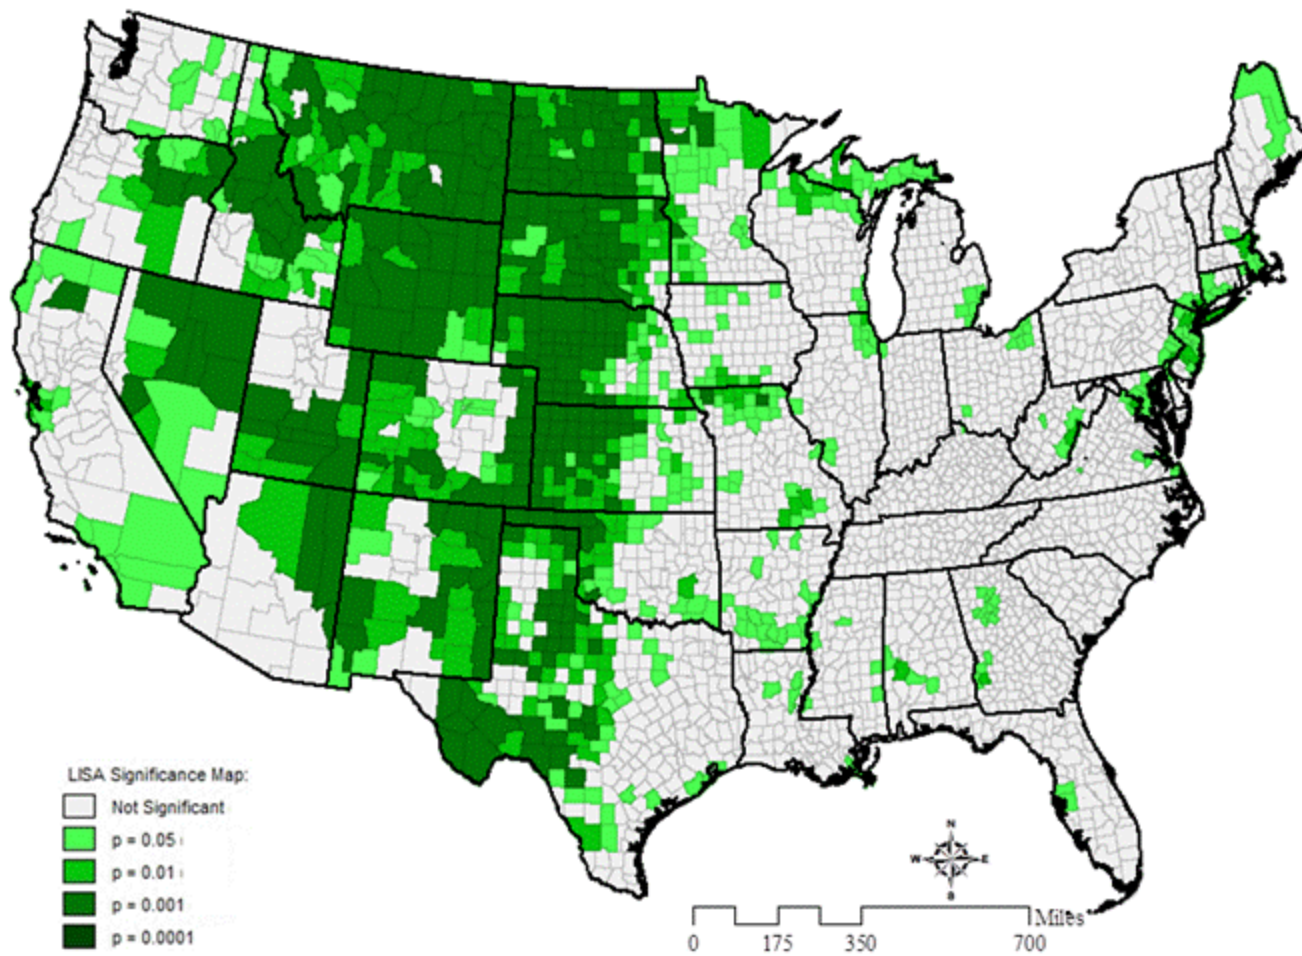 LISA Significance Map:
Not Significant
p = 0.05
p = 0.01
p = 0.001
p = 0.0001
N
W E
S
Miles
0 175 350 700